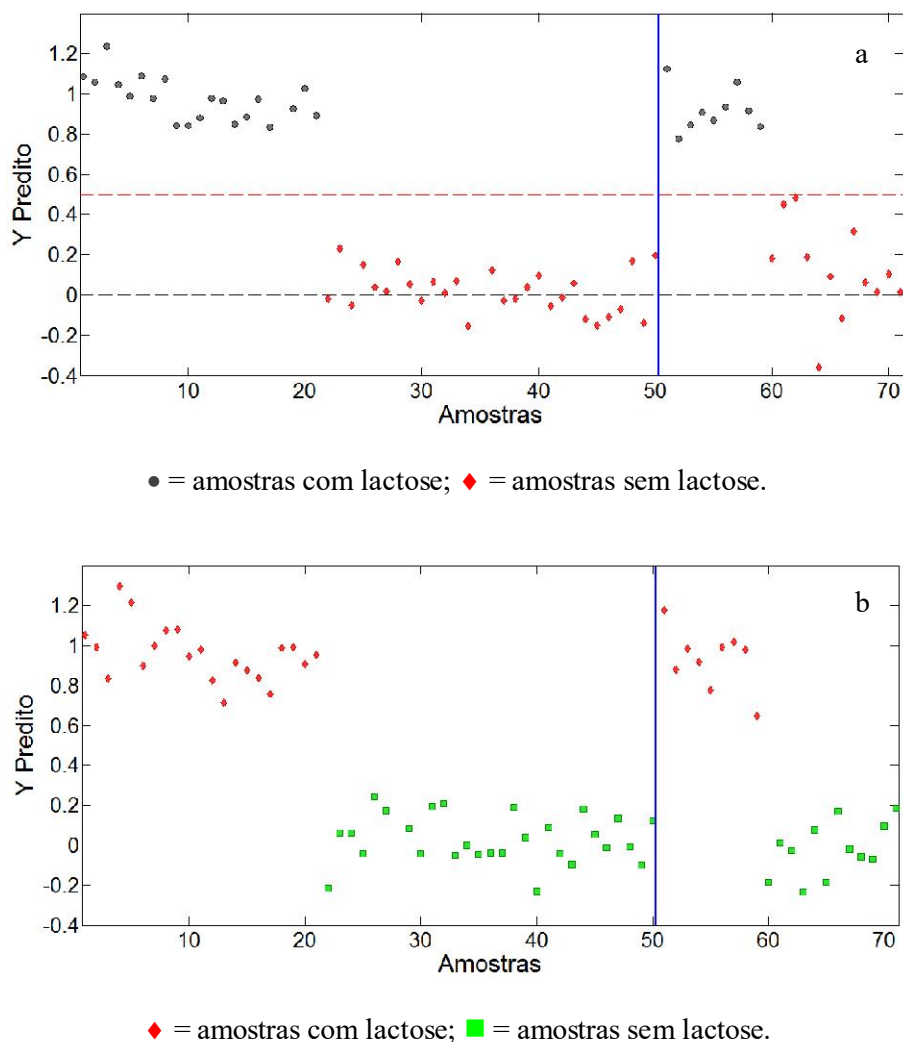 a
1.2
1
0.8
0.6
0.4
0.2
0
-0.2
-0.4
Y Predito
10 20 30 40 50 60 70
Amostras
● = amostras com lactose; ♦ = amostras sem lactose.
b
1.2
1
0.8
0.6
0.4
0.2
0
-0.2
-0.4
Y Predito
10 20 30 40 50 60 70
Amostras
♦ = amostras com lactose; ■ = amostras sem lactose.